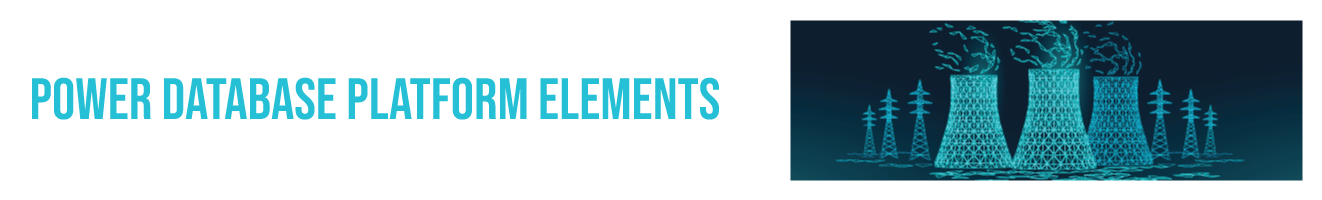 POWER DATABASE PLATFORM ELEMENTS